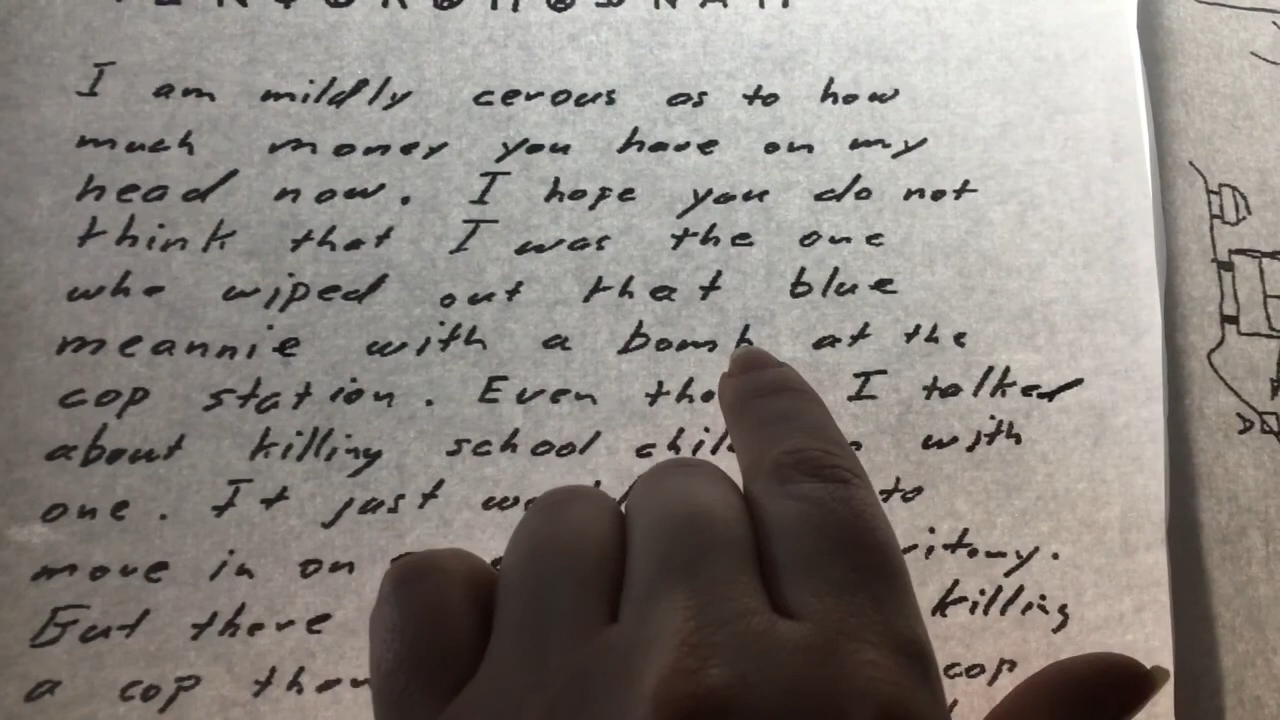 I am mildly cerous as to how
much money you have on my
head now. I hope you do not
think that I was the one
who wiped out that blue
meannie with a bomb at the
cop station. Even I talked
about killing school with
one. It just to
move in on
But there killing
a cop cop